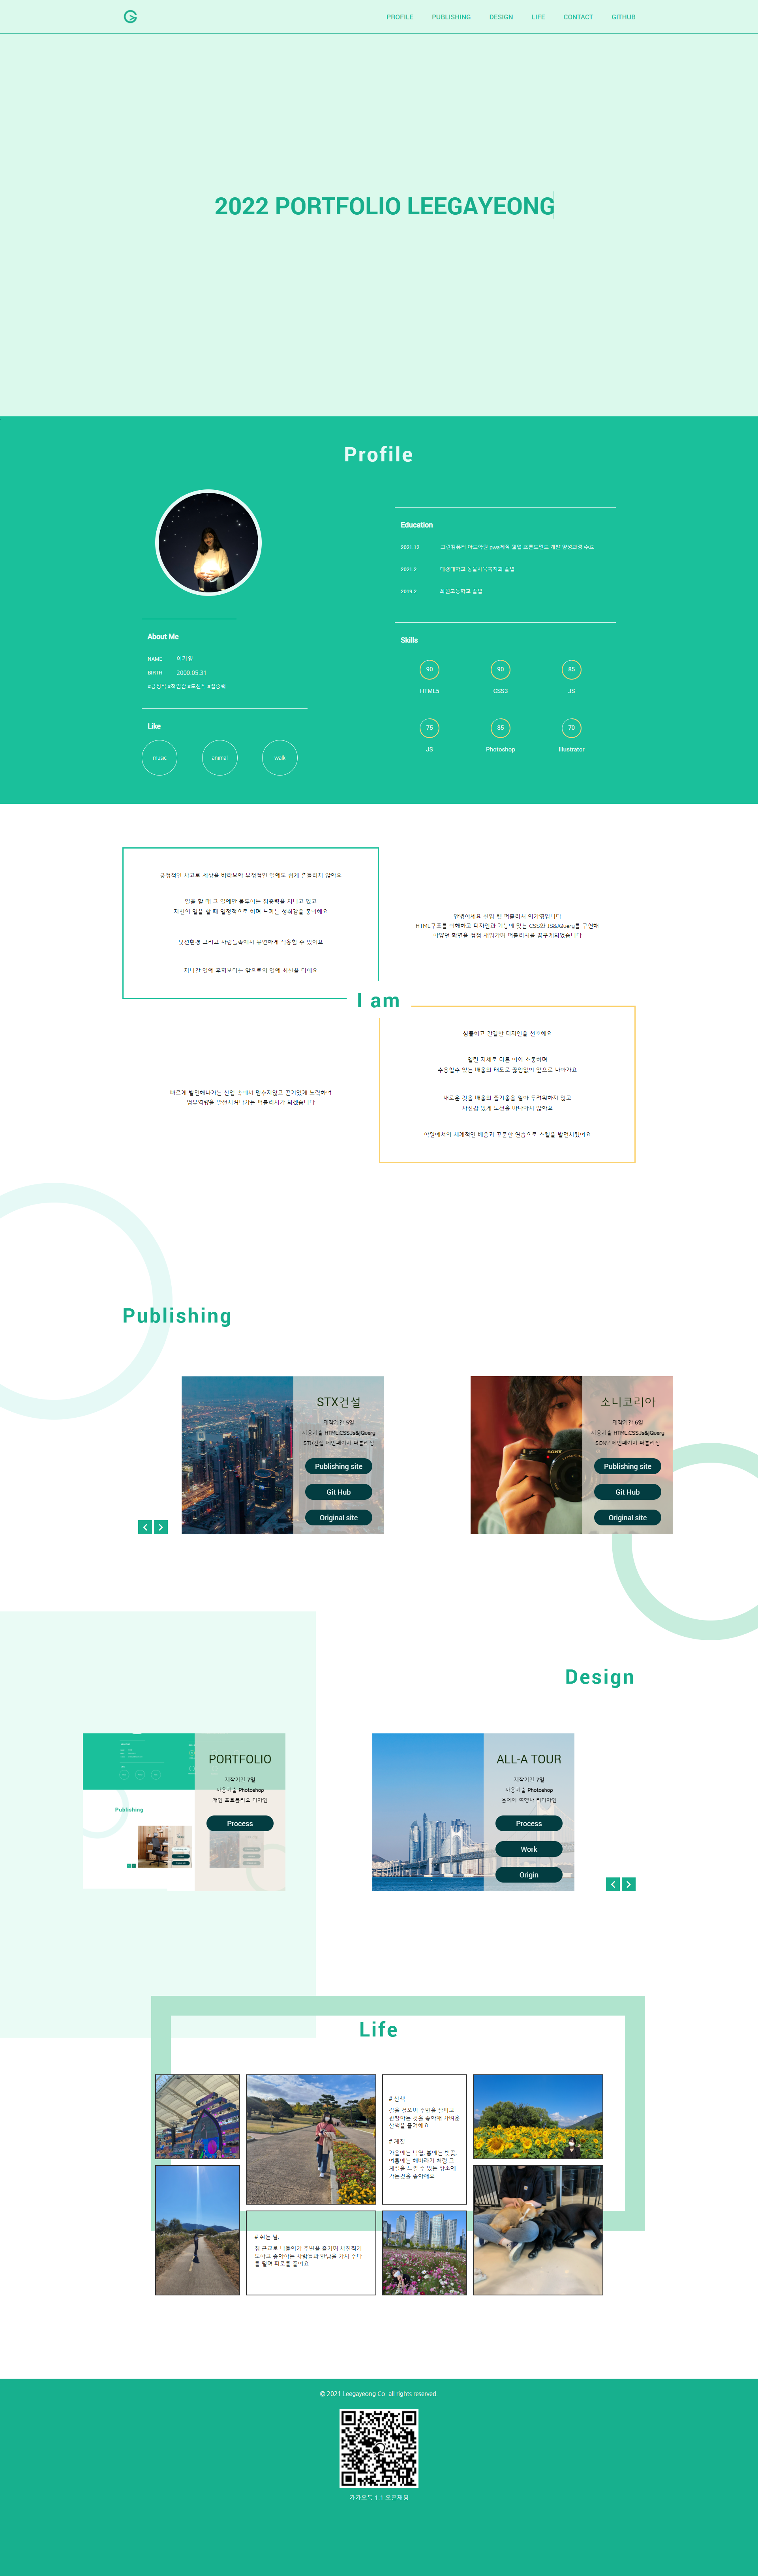 PROFILE PUBLISHING DESIGN LIFE CONTACT GITHUB
2022 PORTFOLIO LEEGAYEONG
Profile
About Me
NAME 이가영
BIRTH 2000.05.31
#긍정적 #책임감 #도전적 #집중력
Like
music animal walk
Education
2021.12 그린컴퓨터 아트학원 pwa제작 웹앱 프론트엔드 개발 양성과정 수료
2021.2 대경대학교 동물사육복지과 졸업
2019.2 화원고등학교 졸업
Skills
90 90 85
HTML5 CSS3 JS
75 85 70
JS Photoshop Illustrator
긍정적인 사고로 세상을 바라보아 부정적인 일에도 쉽게 흔들리지 않아요
일을 할 때 그 일에만 몰두하는 집중력을 지니고 있고
자신의 일을 할 때 열정적으로 하며 느끼는 성취감을 좋아해요
낯선환경 그리고 사람들속에서 유연하게 적응할 수 있어요
지나간 일에 후회보다는 앞으로의 일에 최선을 다해요
안녕하세요 신입 웹 퍼블리셔 이가영입니다
HTML구조를 이해하고 디자인과 기능에 맞는 CSS와 JS&JQuery를 구현해
하얗던 화면을 점점 채워가며 퍼블리셔를 꿈꾸게되었습니다
I am
심플하고 간결한 디자인을 선호해요
열린 자세로 다른 이와 소통하며
수용할수 있는 배움의 태도로 끊임없이 앞으로 나아가요
새로운 것을 배움의 즐거움을 알아 두려워하지 않고
자신감 있게 도전을 마다하지 않아요
학원에서의 체계적인 배움과 꾸준한 연습으로 스킬을 발전시켰어요
빠르게 발전해나가는 산업 속에서 멈추지않고 끈기있게 노력하여
업무역량을 발전시켜나가는 퍼블리셔가 되겠습니다
Publishing
STX건설
제작기간 5일
사용기술 HTML,CSS,Js&jQuery
STX건설 메인페이지 퍼블리싱
Publishing site
Git Hub
Original site
소니코리아
제작기간 6일
사용기술 HTML,CSS,Js&jQuery
SONY 메인페이지 퍼블리싱
Publishing site
Git Hub
Original site
Design
PORTFOLIO
제작기간 7일
사용기술 Photoshop
개인 포트폴리오 디자인
Process
Publishing
ALL-A TOUR
제작기간 7일
사용기술 Photoshop
올에이 여행사 리디자인
Process
Work
Origin
Life
# 산책
길을 걸으며 주변을 살피고
관찰하는 것을 좋아해 가벼운
산책을 즐겨해요
# 계절
가을에는 낙엽, 봄에는 벚꽃,
여름에는 해바라기 처럼 그
계절을 느낄 수 있는 장소에
가는것을 좋아해요
# 쉬는 날,
집 근교로 나들이가 주변을 즐기며 사진찍기
도하고 좋아하는 사람들과 만남을 가져 수다
를 떨며 피로를 풀어요
© 2021 Leegayeong Co. all rights reserved.
카카오톡 1:1 오픈채팅